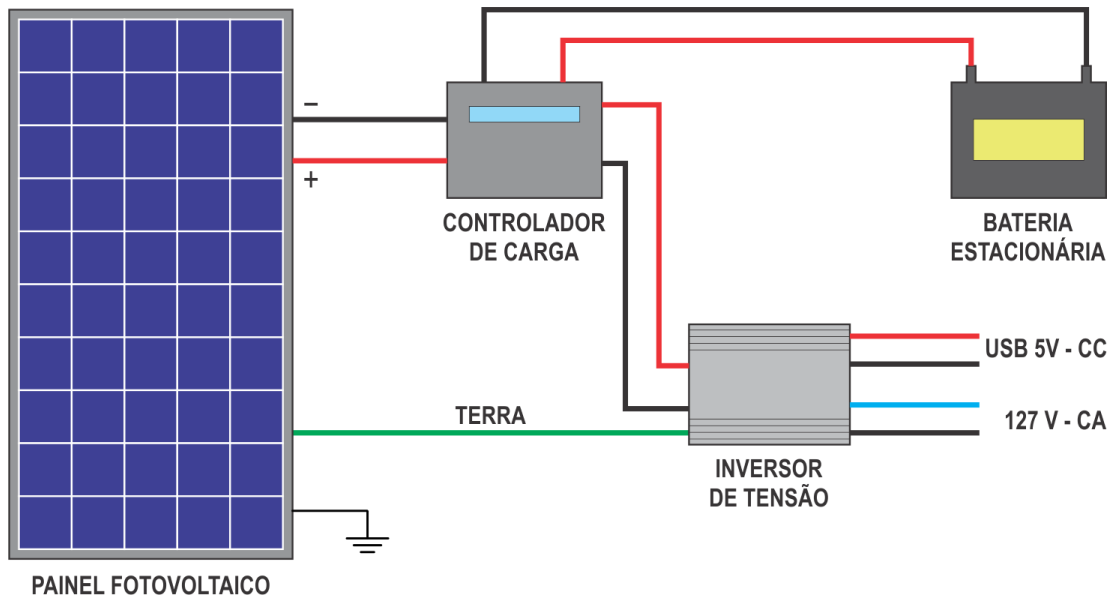 −
+
CONTROLADOR
DE CARGA
BATERIA
ESTACIONÁRIA
USB 5V - CC
127 V - CA
TERRA
INVERSOR
DE TENSÃO
PAINEL FOTOVOLTAICO